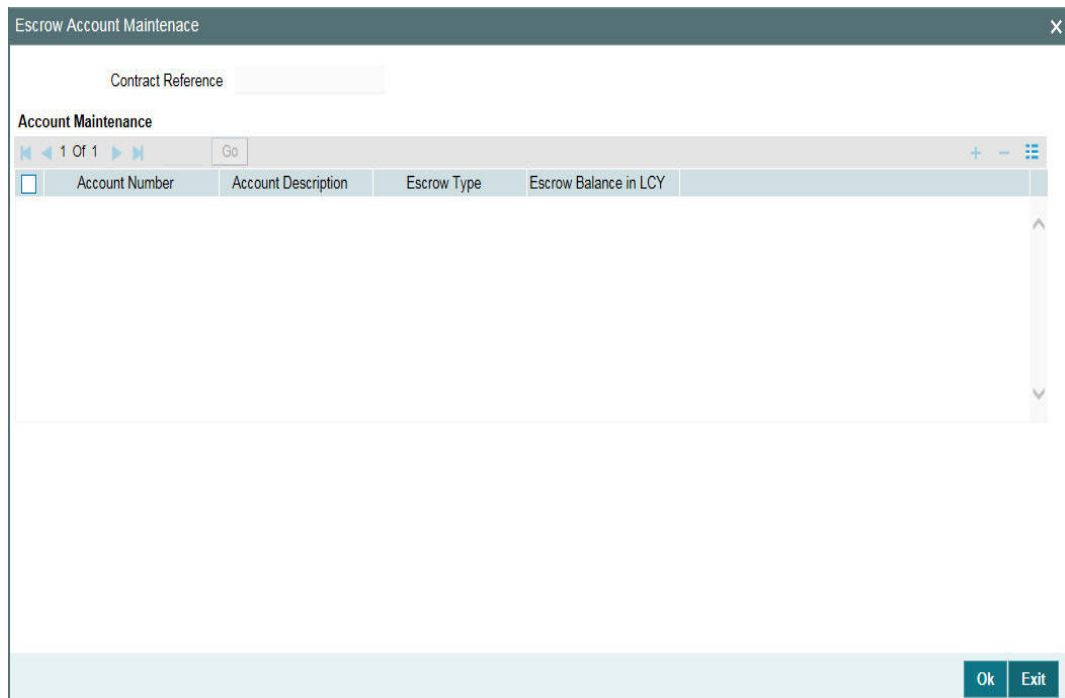 Escrow Account Maintenace X
Contract Reference
Account Maintenance
1 Of 1 Go
Account Number Account Description Escrow Type Escrow Balance in LCY
Ok Exit